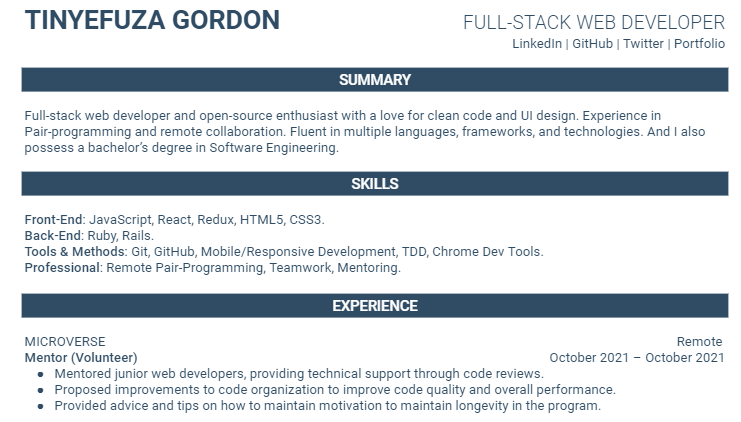 TINYEFUZA GORDON
FULL-STACK WEB DEVELOPER
LinkedIn | GitHub | Twitter | Portfolio
SUMMARY
Full-stack web developer and open-source enthusiast with a love for clean code and UI design. Experience in
Pair-programming and remote collaboration. Fluent in multiple languages, frameworks, and technologies. And I also
possess a bachelor's degree in Software Engineering.
SKILLS
Front-End: JavaScript, React, Redux, HTML5, CSS3.
Back-End: Ruby, Rails.
Tools & Methods: Git, GitHub, Mobile/Responsive Development, TDD, Chrome Dev Tools.
Professional: Remote Pair-Programming, Teamwork, Mentoring.
EXPERIENCE
MICROVERSE Remote
Mentor (Volunteer) October 2021 – October 2021
● Mentored junior web developers, providing technical support through code reviews.
● Proposed improvements to code organization to improve code quality and overall performance.
● Provided advice and tips on how to maintain motivation to maintain longevity in the program.